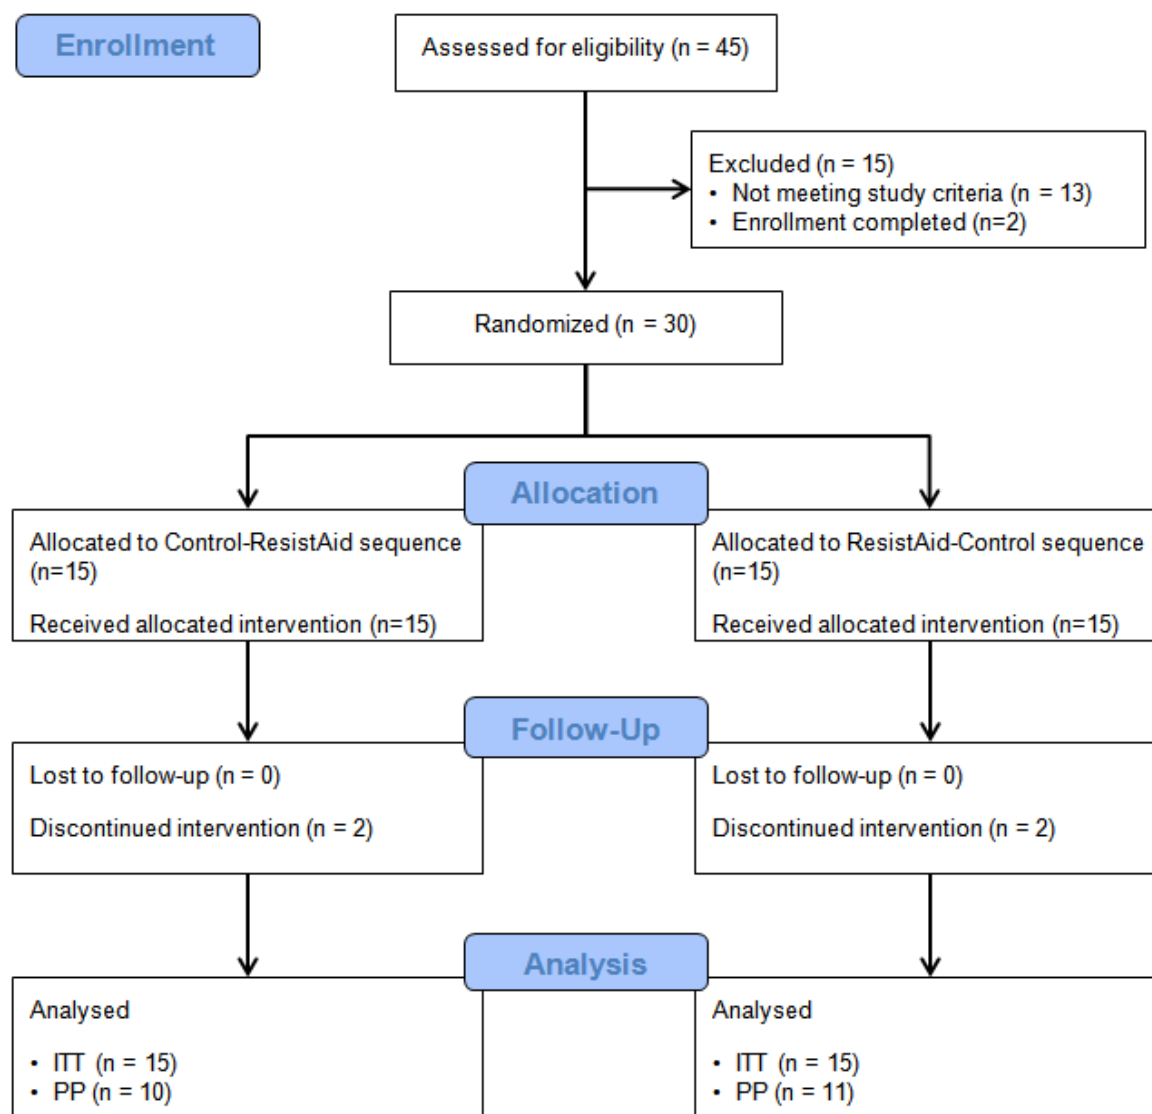 Enrollment
Assessed for eligibility (n = 45)
Excluded (n = 15)
• Not meeting study criteria (n = 13)
• Enrollment completed (n=2)
Randomized (n = 30)
Allocation
Allocated to Control-ResistAid sequence
(n=15)
Received allocated intervention (n=15)
Allocated to ResistAid-Control sequence
(n=15)
Received allocated intervention (n=15)
Follow-Up
Lost to follow-up (n = 0)
Discontinued intervention (n = 2)
Lost to follow-up (n = 0)
Discontinued intervention (n = 2)
Analysis
Analysed
• ITT (n = 15)
• PP (n = 10)
Analysed
• ITT (n = 15)
• PP (n = 11)